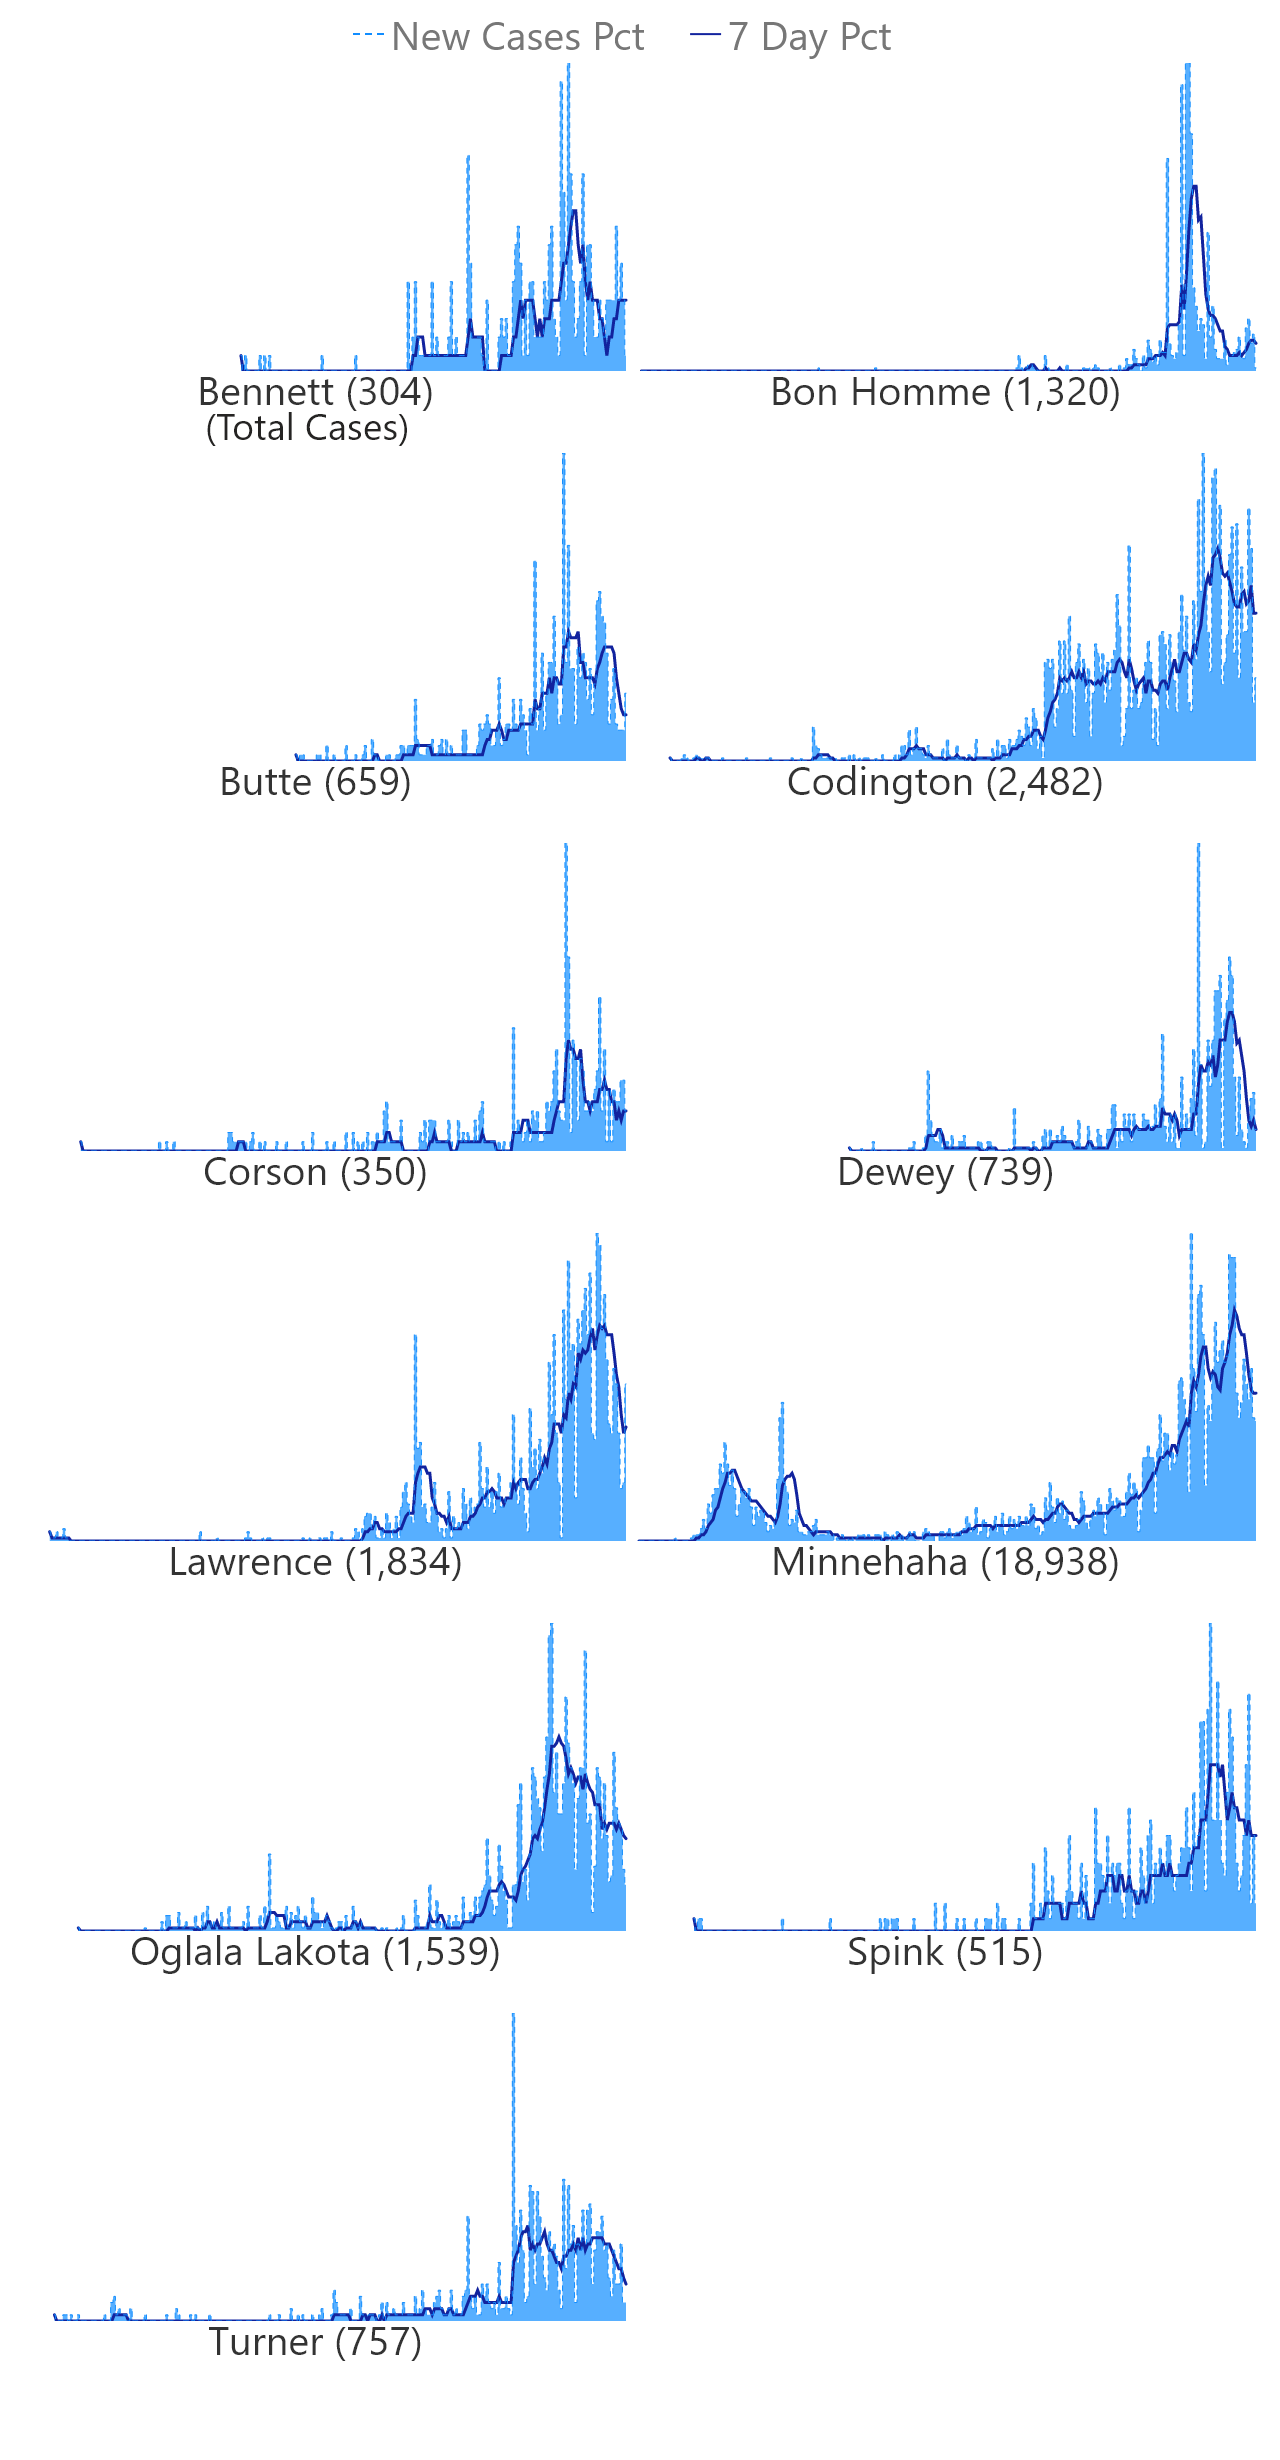 New Cases Pct 7 Day Pct
Bennett (304) Bon Homme (1,320)
(Total Cases)
Butte (659) Codington (2,482)
Corson (350) Dewey (739)
Lawrence (1,834) Minnehaha (18,938)
Oglala Lakota (1,539) Spink (515)
Turner (757)